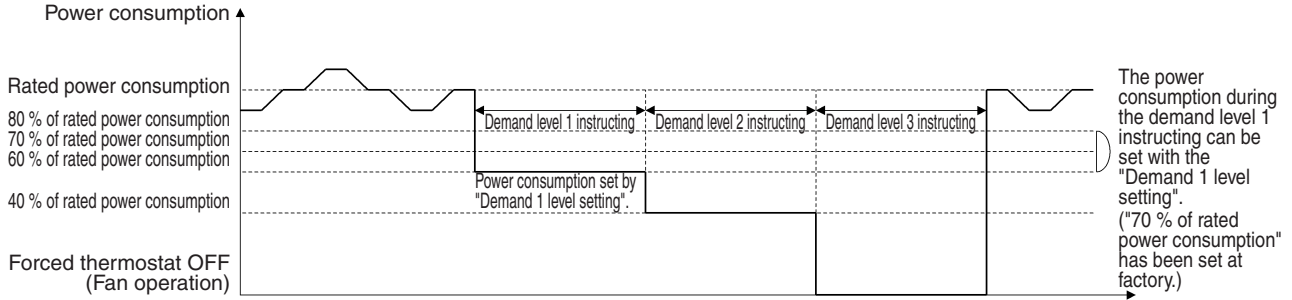 Power consumption
Rated power consumption
80 % of rated power consumption
70 % of rated power consumption
60 % of rated power consumption
40 % of rated power consumption
Forced thermostat OFF
(Fan operation)
Demand level 1 instructing
Demand level 2 instructing
Demand level 3 instructing
Power consumption set by
"Demand 1 level setting".
The power
consumption during
the demand level 1
instructing can be
set with the
"Demand 1 level
setting".
("70 % of rated
power consumption"
has been set at
factory.)